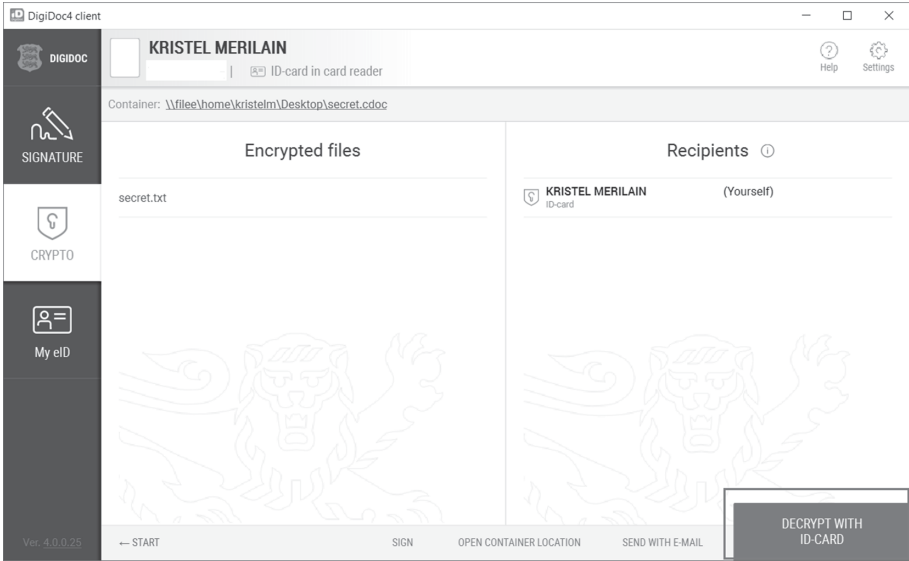 DigiDoc4 client
DIGIDOC
KRISTEL MERILAIN
| ID-card in card reader
Help
Settings
Container: \\filee\home\kristelm\Desktop\secret.cdoc
SIGNATURE
CRYPTO
My eID
Encrypted files
secret.txt
Recipients
KRISTEL MERILAIN (Yourself)
ID-card
Ver. 4.0.0.25
← START
SIGN
OPEN CONTAINER LOCATION
SEND WITH E-MAIL
DECRYPT WITH
ID-CARD